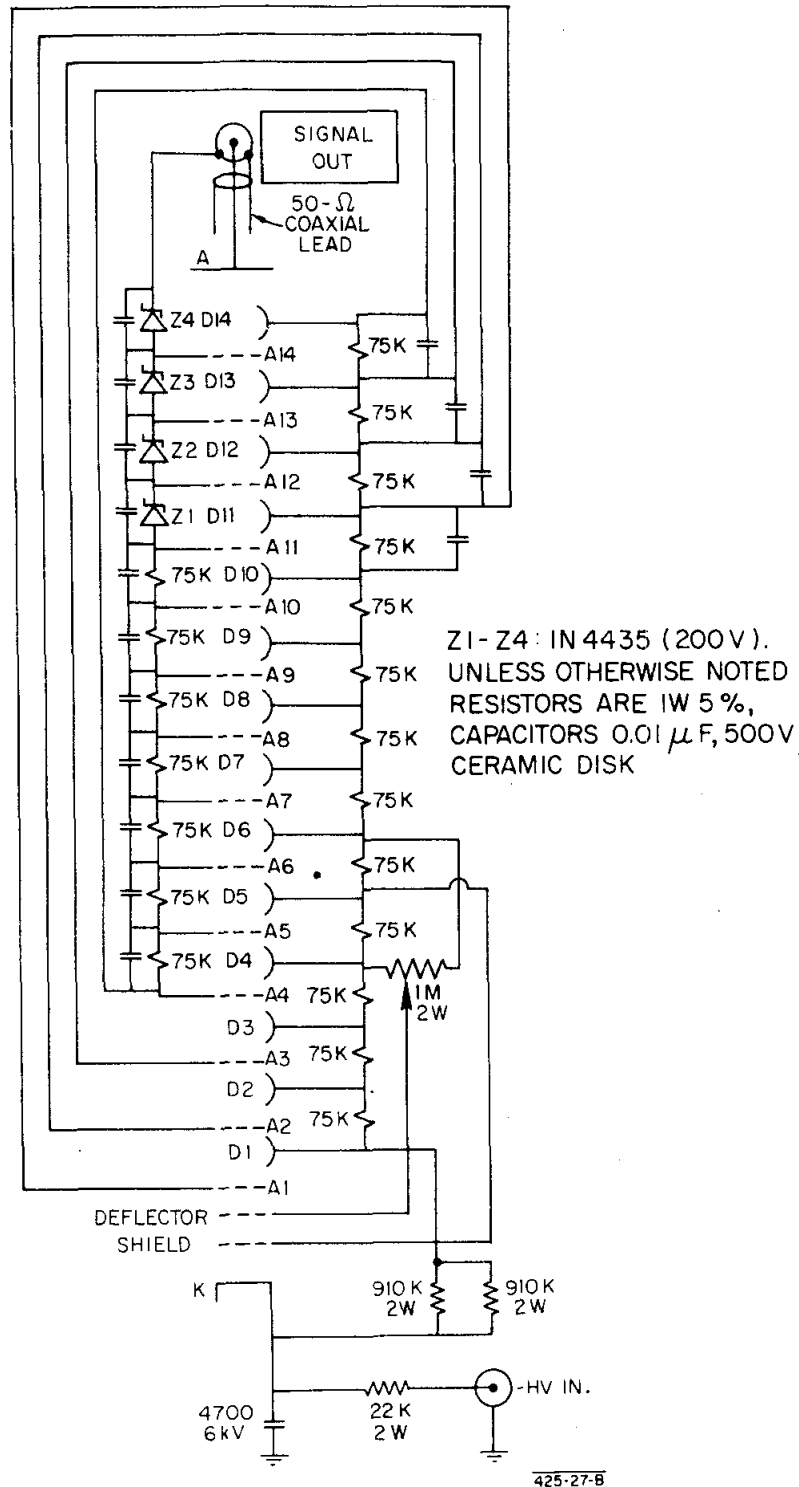 SIGNAL
OUT
50-Ω
COAXIAL
LEAD
A
Z4 D14
75K
A14
Z3 D13
75K
A13
Z2 D12
75K
A12
Z1 D11
75K
A11
75K D10
75K
A10
75K D9
75K
A9
75K D8
75K
A8
75K D7
75K
A7
75K D6
75K
A6
75K D5
75K
A5
75K D4
1M
2W
75K
A4
D3
75K
A3
D2
75K
A2
D1
A1
DEFLECTOR
SHIELD
K
910K
2W
910K
2W
-HV IN.
22K
2W
4700
6kV
Z1-Z4: IN 4435 (200V).
UNLESS OTHERWISE NOTED
RESISTORS ARE 1W 5%,
CAPACITORS 0.01 μF, 500V
CERAMIC DISK
425-27-B